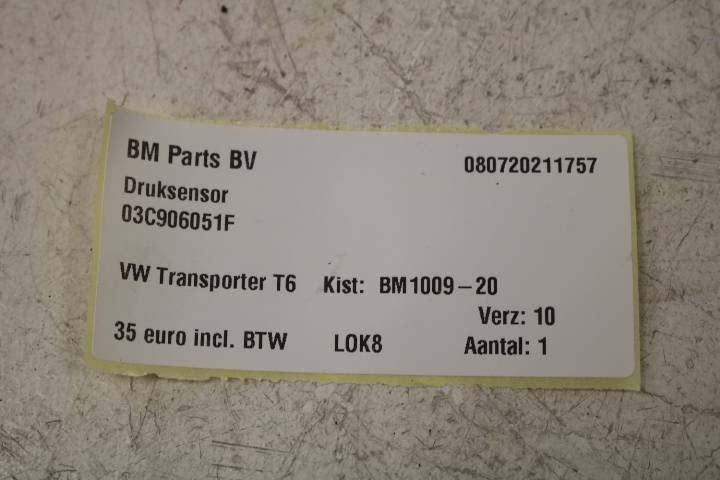 BM Parts BV 080720211757
Druksensor
03C906051F
VW Transporter T6 Kist: BM1009-20
Verz: 10
35 euro incl. BTW LOK8 Aantal: 1